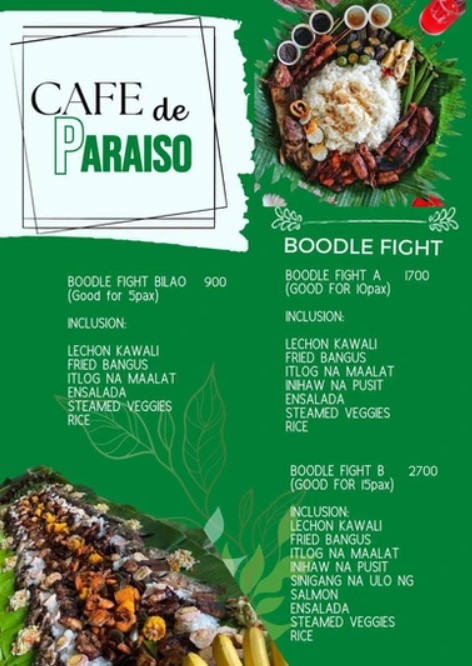 CAFE de
PARAISO
BOODLE FIGHT
BOODLE FIGHT BILAO 900
(Good for 5pax)
INCLUSION:
LECHON KAWALI
FRIED BANGUS
ITLOG NA MAALAT
ENSALADA
STEAMED VEGGIES
RICE
BOODLE FIGHT A 1700
(GOOD FOR 10pax)
INCLUSION:
LECHON KAWALI
FRIED BANGUS
ITLOG NA MAALAT
INIHAW NA PUSIT
ENSALADA
STEAMED VEGGIES
RICE
BOODLE FIGHT B 2700
(GOOD FOR 15pax)
INCLUSION:
LECHON KAWALI
FRIED BANGUS
ITLOG NA MAALAT
INIHAW NA PUSIT
SINIGANG NA ULO NG
SALMON
ENSALADA
STEAMED VEGGIES
RICE